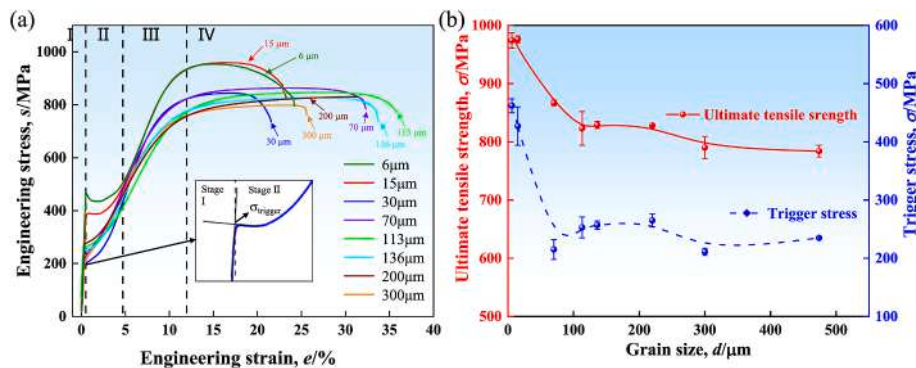 (a)
I
II
III
IV
15 μm
6 μm
200 μm
30 μm
300 μm
70 μm
136 μm
113 μm
1000
800
600
400
200
0
Engineering stress, s/MPa
6μm
15μm
30μm
70μm
113μm
136μm
200μm
300μm
Stage
I
Stage II
σtrigger
0 5 10 15 20 25 30 35 40
Engineering strain, e/%
(b)
1000
900
800
700
600
500
Ultimate tensile strength, σ/MPa
Ultimate tensile srength
Trigger stress
600
500
400
300
200
100
Trigger stress, σ/MPa
0 100 200 300 400 500
Grain size, d/μm